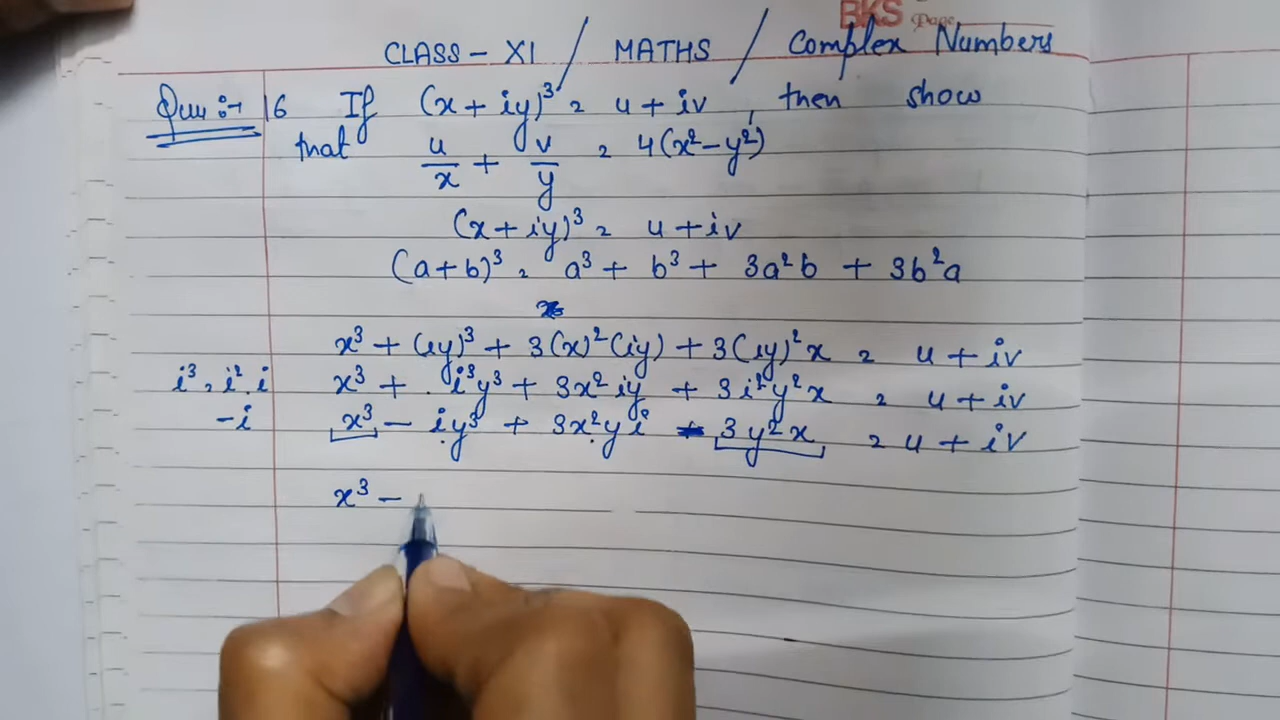 RKS Page
CLASS - XI / MATHS / Complex Numbers
Que :- 16 If (x + iy)³ = u + iv, then show
that u/x + v/y = 4(x² - y²)
(x + iy)³ = u + iv
(a+b)³ = a³ + b³ + 3a²b + 3b²a
x³ + (iy)³ + 3(x)²(iy) + 3(iy)²x = u + iv
i³ = i².i x³ + i³y³ + 3x²iy + 3i²y²x = u + iv
-i x³ - iy³ + 3x²yi - 3y²x = u + iv
x³ -